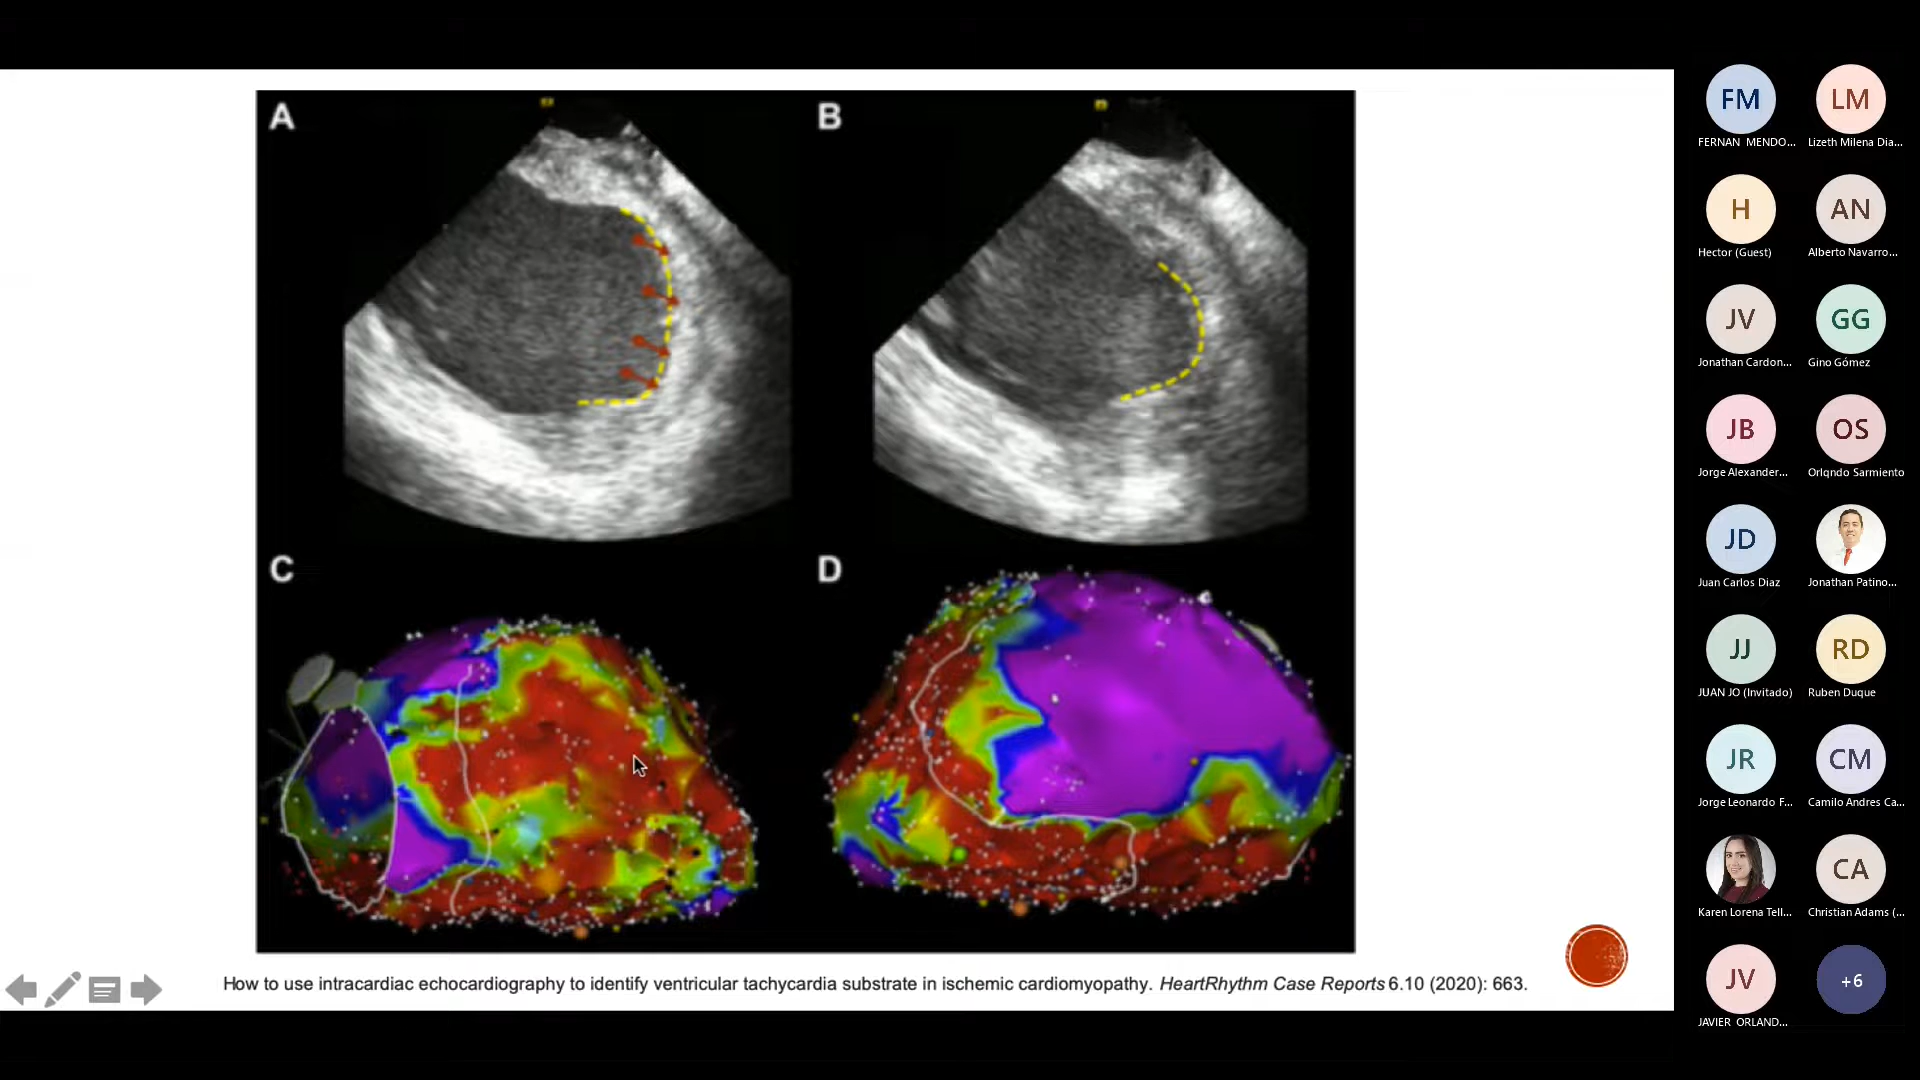 A
B
C
D
How to use intracardiac echocardiography to identify ventricular tachycardia substrate in ischemic cardiomyopathy. HeartRhythm Case Reports 6.10 (2020): 663.
FM
FERNAN MENDO...
LM
Lizeth Milena Dia...
H
Hector (Guest)
AN
Alberto Navarro...
JV
Jonathan Cardon...
GG
Gino Gómez
JB
Jorge Alexander...
OS
Orlqndo Sarmiento
JD
Juan Carlos Diaz
Jonathan Patino...
JJ
JUAN JO (Invitado)
RD
Ruben Duque
JR
Jorge Leonardo F...
CM
Camilo Andres Ca...
Karen Lorena Tell...
CA
Christian Adams (...
JV
JAVIER ORLAND...
+6